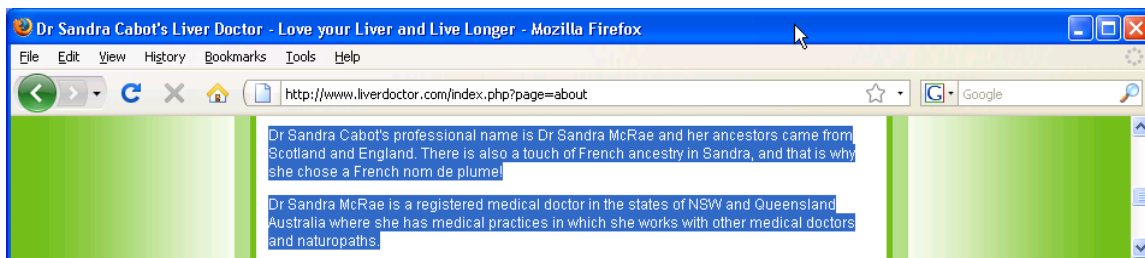 Dr Sandra Cabot's Liver Doctor - Love your Liver and Live Longer - Mozilla Firefox
File Edit View History Bookmarks Tools Help
http://www.liverdoctor.com/index.php?page=about
G Google
Dr Sandra Cabot's professional name is Dr Sandra McRae and her ancestors came from
Scotland and England. There is also a touch of French ancestry in Sandra, and that is why
she chose a French nom de plume!
Dr Sandra McRae is a registered medical doctor in the states of NSW and Queensland
Australia where she has medical practices in which she works with other medical doctors
and naturopaths.